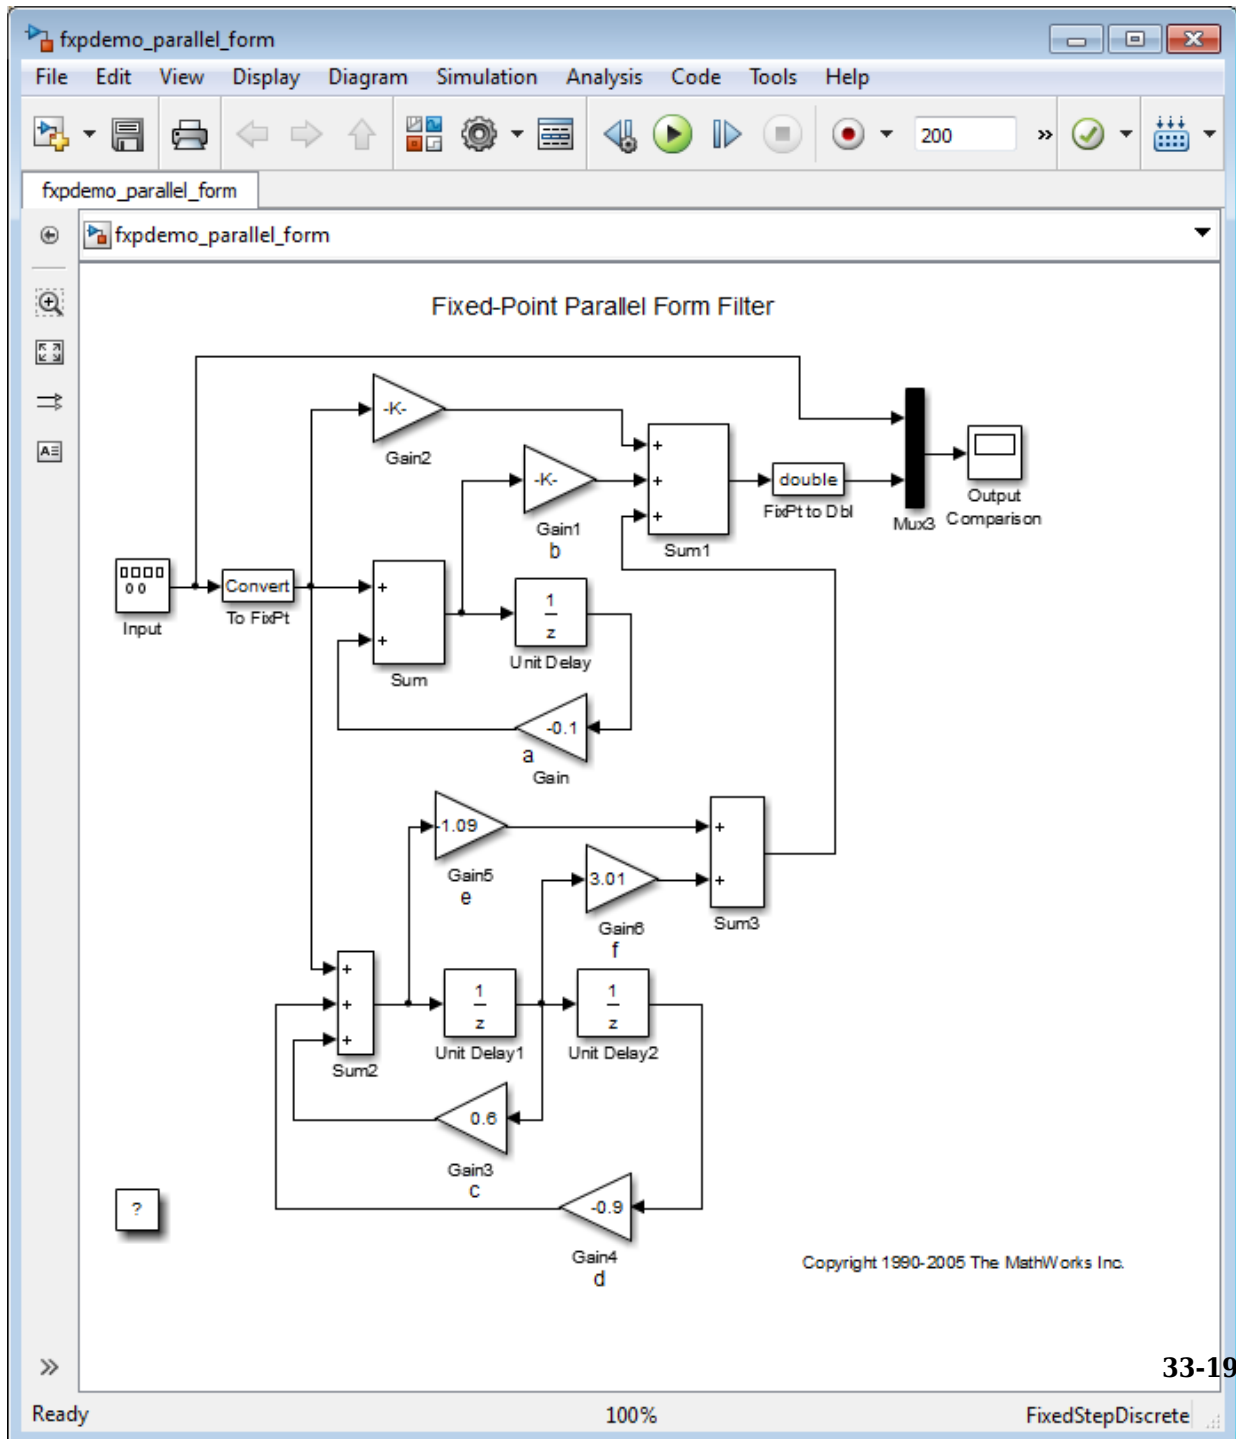 fxpdemo_parallel_form
File Edit View Display Diagram Simulation Analysis Code Tools Help
200 »
fxpdemo_parallel_form
fxpdemo_parallel_form
Fixed-Point Parallel Form Filter
-K-
Gain2
-K-
Gain1
b
+
+
+
Sum1
double
FixPt to Dbl
Mux3
Output
Comparison
Input
Convert
To FixPt
+
+
Sum
1
z
Unit Delay
-0.1
a
Gain
-1.09
Gain5
e
3.01
Gain6
f
+
+
Sum3
+
+
+
Sum2
1
z
Unit Delay1
1
z
Unit Delay2
0.6
Gain3
c
-0.9
Gain4
d
?
Copyright 1990-2005 The MathWorks Inc.
33-19
Ready 100% FixedStepDiscrete